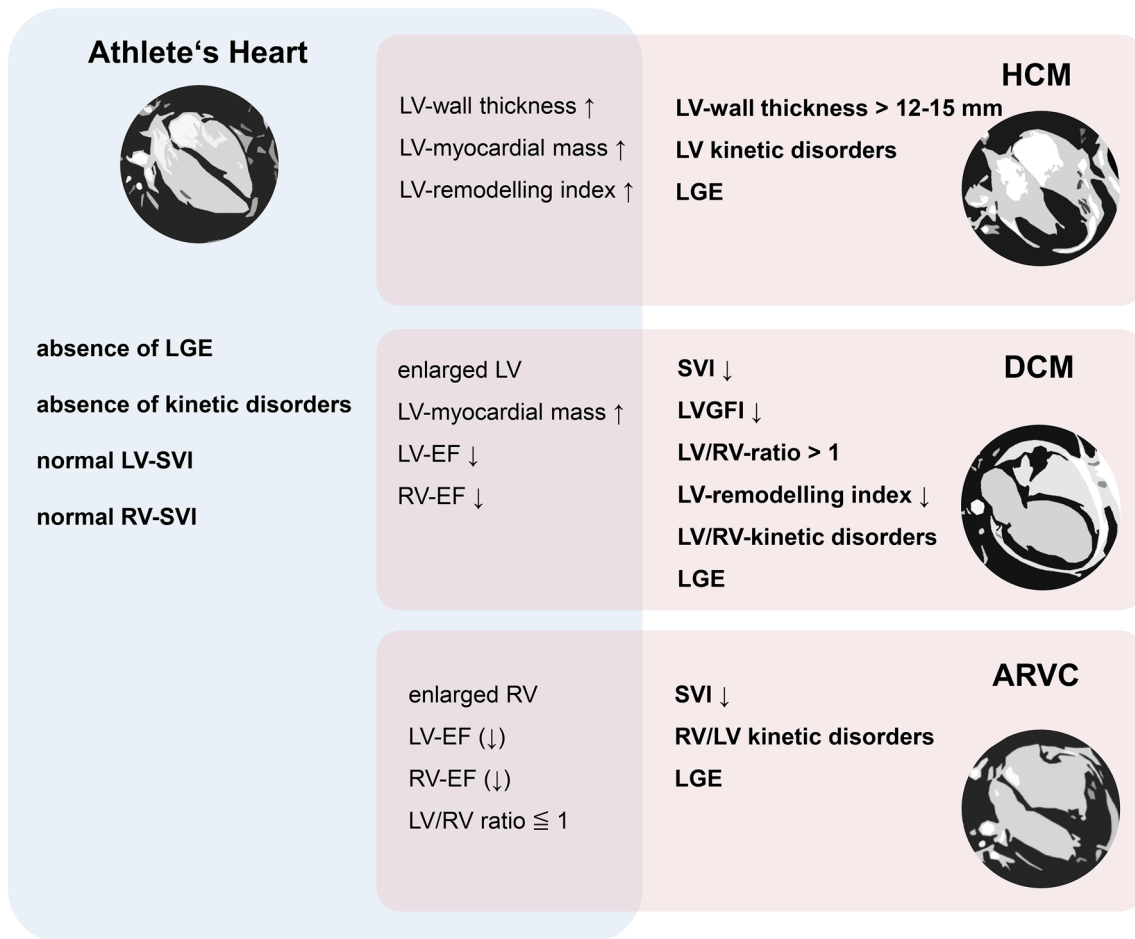 Athlete‘s Heart
absence of LGE
absence of kinetic disorders
normal LV-SVI
normal RV-SVI
LV-wall thickness ↑
LV-myocardial mass ↑
LV-remodelling index ↑
HCM
LV-wall thickness > 12-15 mm
LV kinetic disorders
LGE
enlarged LV
LV-myocardial mass ↑
LV-EF ↓
RV-EF ↓
DCM
SVI ↓
LVGFI ↓
LV/RV-ratio > 1
LV-remodelling index ↓
LV/RV-kinetic disorders
LGE
enlarged RV
LV-EF (↓)
RV-EF (↓)
LV/RV ratio ≦ 1
ARVC
SVI ↓
RV/LV kinetic disorders
LGE